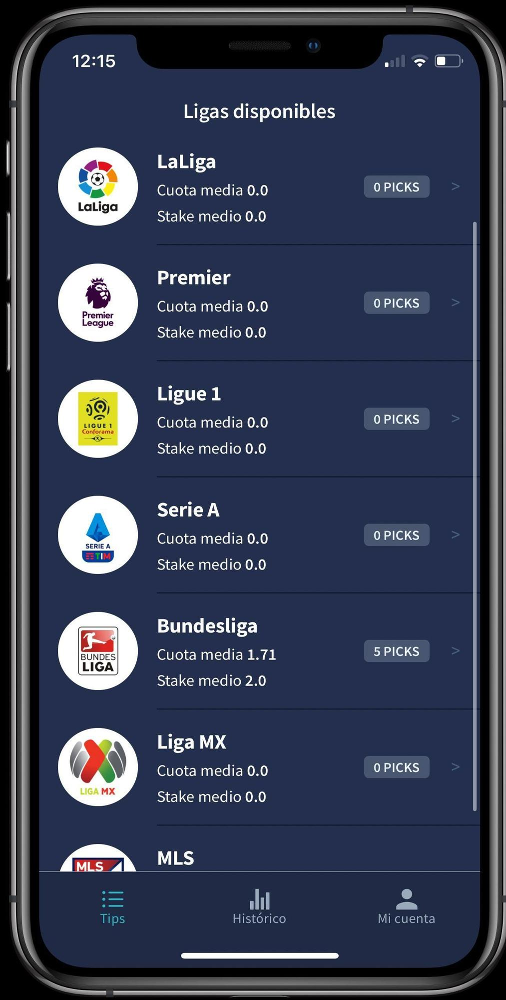 12:15
Ligas disponibles
LaLiga
LaLiga
Cuota media 0.0
Stake medio 0.0
0 PICKS
>
Premier
League
Premier
Cuota media 0.0
Stake medio 0.0
0 PICKS
>
LIGUE 1
Conforama
Ligue 1
Cuota media 0.0
Stake medio 0.0
0 PICKS
>
SERIE A
TIM
Serie A
Cuota media 0.0
Stake medio 0.0
0 PICKS
>
BUNDES
LIGA
Bundesliga
Cuota media 1.71
Stake medio 2.0
5 PICKS
>
LIGA MX
Liga MX
Cuota media 0.0
Stake medio 0.0
0 PICKS
>
MLS
MLS
Tips
Histórico
Mi cuenta